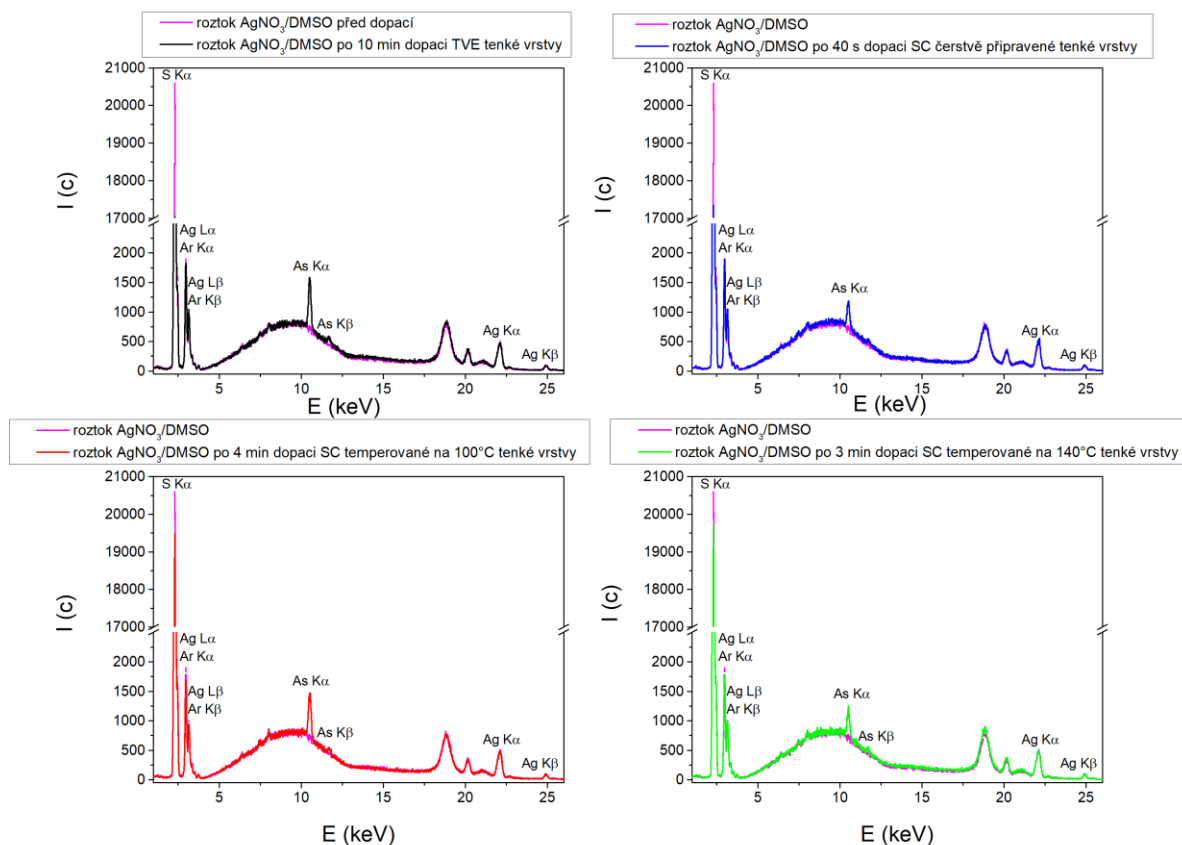 roztok AgNO3/DMSO před dopací
roztok AgNO3/DMSO po 10 min dopaci TVE tenké vrstvy
21000
S Kα
20000
19000
18000
17000
Ag Lα
2000
Ar Kα
1500
As Kα
Ag Lβ
1000
Ar Kβ
As Kβ
Ag Kα
500
Ag Kβ
0
5
10
15
20
25
I (c)
E (keV)
roztok AgNO3/DMSO
roztok AgNO3/DMSO po 40 s dopaci SC čerstvě připravené tenké vrstvy
21000
S Kα
20000
19000
18000
17000
Ag Lα
2000
Ar Kα
1500
As Kα
Ag Lβ
1000
Ar Kβ
Ag Kα
500
Ag Kβ
0
5
10
15
20
25
I (c)
E (keV)
roztok AgNO3/DMSO
roztok AgNO3/DMSO po 4 min dopaci SC temperované na 100°C tenké vrstvy
21000
S Kα
20000
19000
18000
17000
Ag Lα
2000
Ar Kα
1500
As Kα
Ag Lβ
1000
Ar Kβ
As Kβ
Ag Kα
500
Ag Kβ
0
5
10
15
20
25
I (c)
E (keV)
roztok AgNO3/DMSO
roztok AgNO3/DMSO po 3 min dopaci SC temperované na 140°C tenké vrstvy
21000
S Kα
20000
19000
18000
17000
Ag Lα
2000
Ar Kα
1500
As Kα
Ag Lβ
1000
Ar Kβ
As Kβ
Ag Kα
500
Ag Kβ
0
5
10
15
20
25
I (c)
E (keV)